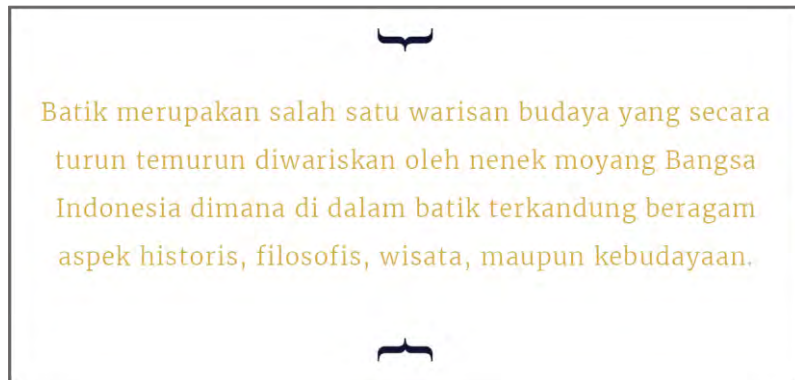 Batik merupakan salah satu warisan budaya yang secara
turun temurun diwariskan oleh nenek moyang Bangsa
Indonesia dimana di dalam batik terkandung beragam
aspek historis, filosofis, wisata, maupun kebudayaan.